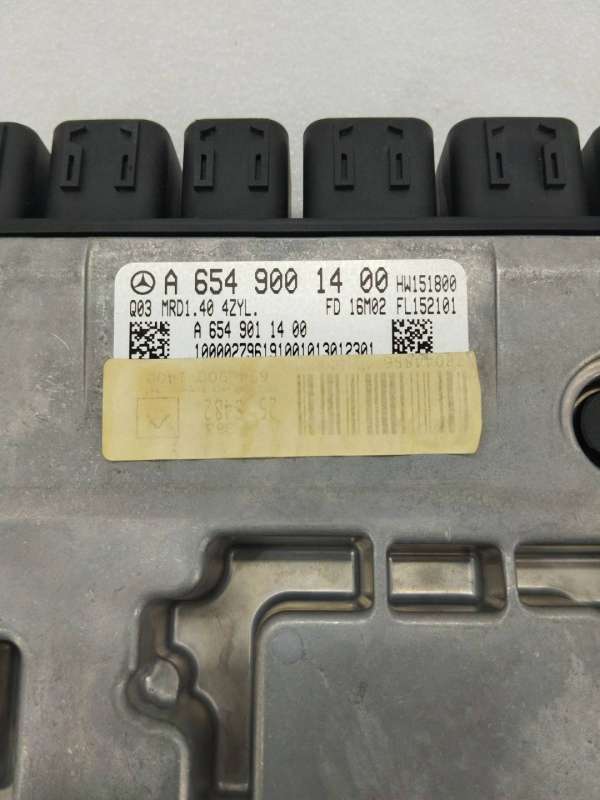 A 654 900 14 00 HW151800
Q03 MRD1.40 4ZYL. FD 16M02 FL152101
A 654 901 14 00
100002796191001013012301